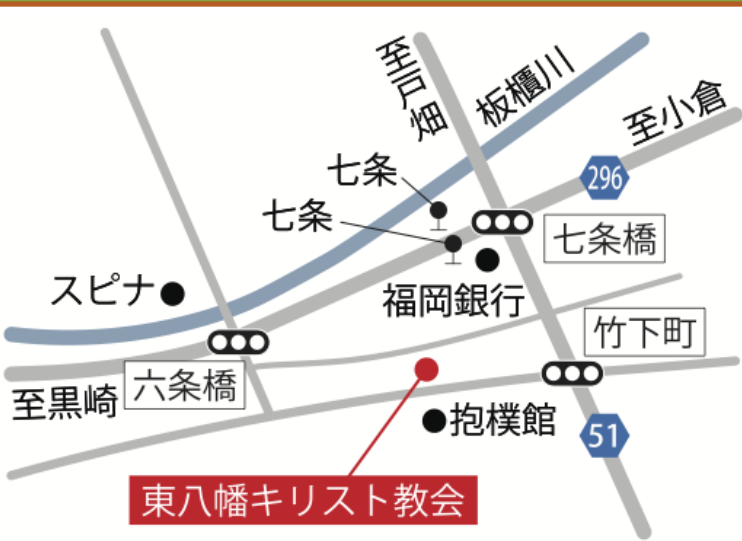 至戸畑
板櫃川
至小倉
296
七条
七条
七条橋
スピナ
福岡銀行
竹下町
六条橋
至黒崎
抱樸館
51
東八幡キリスト教会